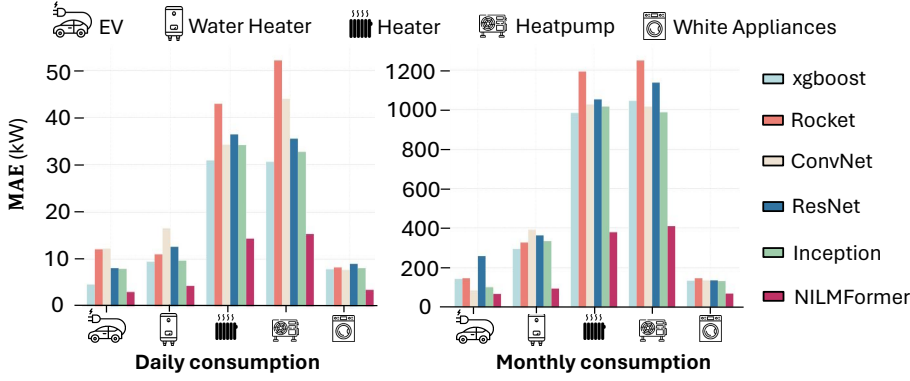 EV Water Heater Heater Heatpump White Appliances
MAE (kW)
50
40
30
20
10
0
Daily consumption
1200
1000
800
600
400
200
0
Monthly consumption
xgboost
Rocket
ConvNet
ResNet
Inception
NILMFormer